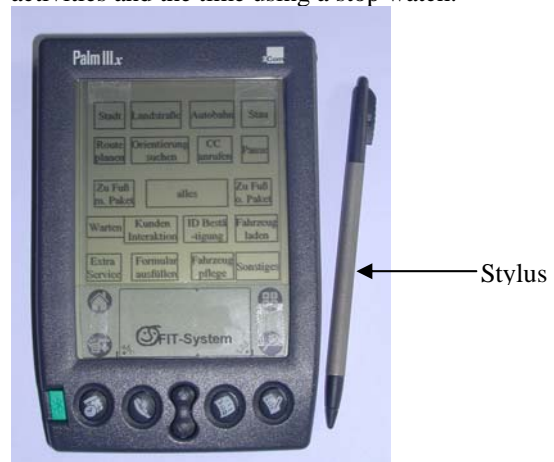 activities and the time using a stop watch.
Palm IIIx
3Com
Stadt Landstraße Autobahn Stau
Route planen Orientierung suchen CC anrufen Pause
Zu Fuß m. Paket alles Zu Fuß o. Paket
Warten Kunden Interaktion ID Bestä -tigung Fahrzeug laden
Extra Service Formular ausfüllen Fahrzeug pflege Sonstiges
FIT-System
Stylus